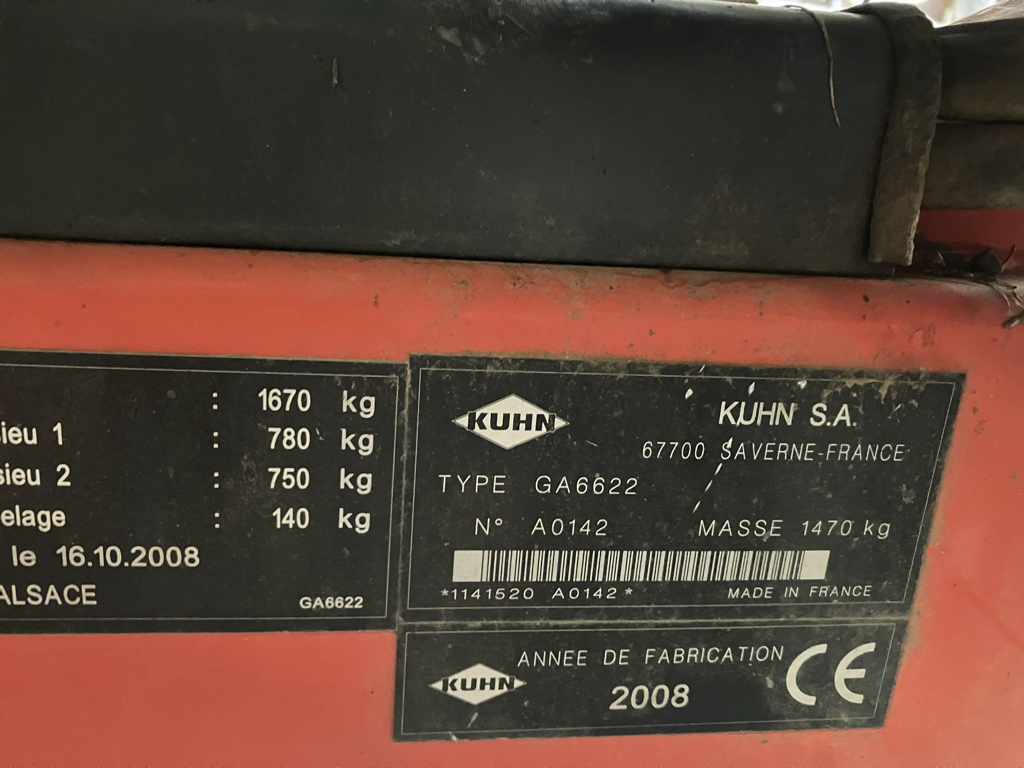 : 1670 kg
sieu 1 : 780 kg
sieu 2 : 750 kg
elage : 140 kg
le 16.10.2008
ALSACE GA6622
KUHN
KUHN S.A.
67700 SAVERNE-FRANCE
TYPE GA6622
N° A0142 MASSE 1470 kg
*1141520 A0142* MADE IN FRANCE
KUHN
ANNEE DE FABRICATION
2008
CE